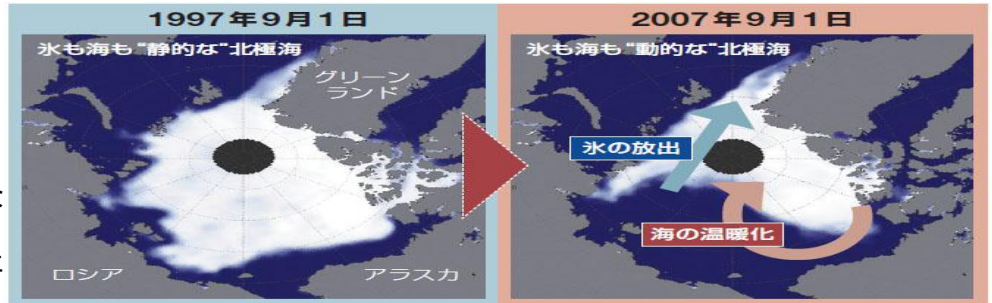 1997年9月1日
氷も海も"静的な"北極海
グリーン
ランド
ロシア
アラスカ
2007年9月1日
氷も海も"動的な"北極海
氷の放出
海の温暖化